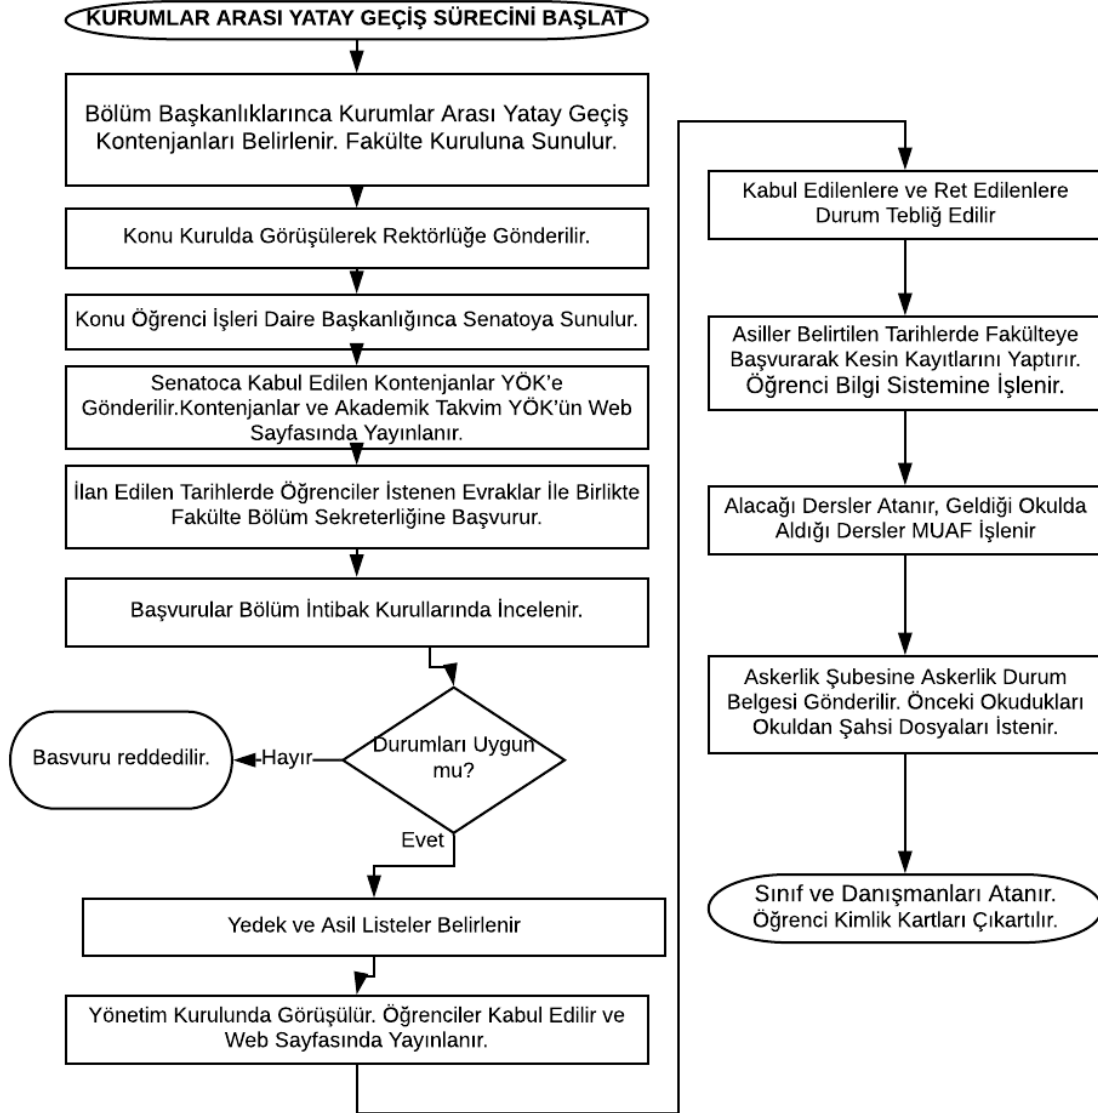 KURUMLAR ARASI YATAY GEÇİŞ SÜRECİNİ BAŞLAT
Bölüm Başkanlıklarınca Kurumlar Arası Yatay Geçiş
Kontenjanları Belirlenir. Fakülte Kuruluna Sunulur.
Konu Kurulda Görüşülerek Rektörlüğe Gönderilir.
Konu Öğrenci İşleri Daire Başkanlığınca Senatoya Sunulur.
Senatoca Kabul Edilen Kontenjanlar YÖK’e
Gönderilir.Kontenjanlar ve Akademik Takvim YÖK’ün Web
Sayfasında Yayınlanır.
İlan Edilen Tarihlerde Öğrenciler İstenen Evraklar İle Birlikte
Fakülte Bölüm Sekreterliğine Başvurur.
Başvurular Bölüm İntibak Kurullarında İncelenir.
Durumları Uygun
mu?
Hayır
Basvuru reddedilir.
Evet
Yedek ve Asil Listeler Belirlenir
Yönetim Kurulunda Görüşülür. Öğrenciler Kabul Edilir ve
Web Sayfasında Yayınlanır.
Kabul Edilenlere ve Ret Edilenlere
Durum Tebliğ Edilir
Asiller Belirtilen Tarihlerde Fakülteye
Başvurarak Kesin Kayıtlarını Yaptırır.
Öğrenci Bilgi Sistemine İşlenir.
Alacağı Dersler Atanır, Geldiği Okulda
Aldığı Dersler MUAF İşlenir
Askerlik Şubesine Askerlik Durum
Belgesi Gönderilir. Önceki Okudukları
Okuldan Şahsi Dosyaları İstenir.
Sınıf ve Danışmanları Atanır.
Öğrenci Kimlik Kartları Çıkartılır.